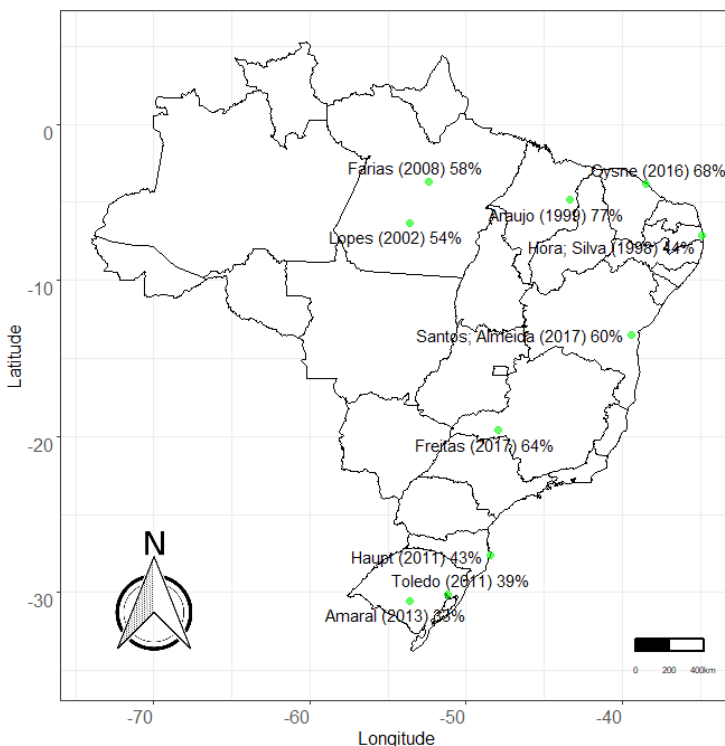 0
Farias (2008) 58%
Cysne (2016) 68%
Araujo (1999) 77%
Lopes (2002) 54%
Hora; Silva (1998) 44%
-10
Latitude
Santos; Almeida (2017) 60%
-20
Freitas (2017) 64%
N
Haupt (2011) 43%
Toledo (2011) 39%
-30
Amaral (2013) 33%
0 200 400km
-70 -60 -50 -40
Longitude